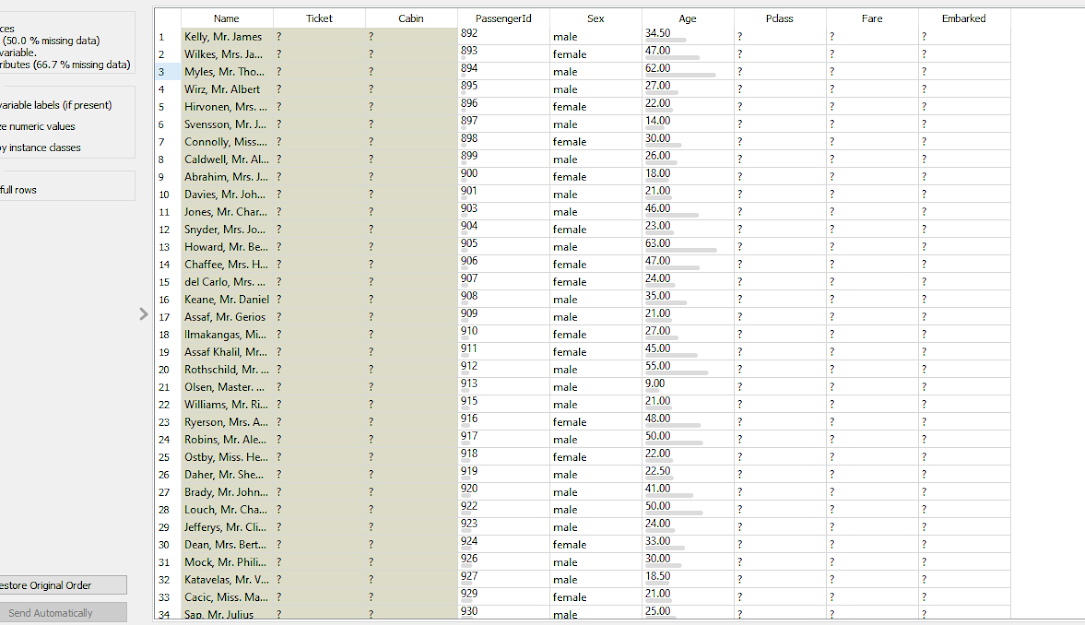 ces
(50.0 % missing data)
variable.
ributes (66.7 % missing data)
variable labels (if present)
ze numeric values
by instance classes
full rows
estore Original Order
Send Automatically
Name Ticket Cabin PassengerId Sex Age Pclass Fare Embarked
1 Kelly, Mr. James ? ? 892 male 34.50 ? ? ?
2 Wilkes, Mrs. Ja... ? ? 893 female 47.00 ? ? ?
3 Myles, Mr. Tho... ? ? 894 male 62.00 ? ? ?
4 Wirz, Mr. Albert ? ? 895 male 27.00 ? ? ?
5 Hirvonen, Mrs. ... ? ? 896 female 22.00 ? ? ?
6 Svensson, Mr. J... ? ? 897 male 14.00 ? ? ?
7 Connolly, Miss.... ? ? 898 female 30.00 ? ? ?
8 Caldwell, Mr. Al... ? ? 899 male 26.00 ? ? ?
9 Abrahim, Mrs. J... ? ? 900 female 18.00 ? ? ?
10 Davies, Mr. Joh... ? ? 901 male 21.00 ? ? ?
11 Jones, Mr. Char... ? ? 903 male 46.00 ? ? ?
12 Snyder, Mrs. Jo... ? ? 904 female 23.00 ? ? ?
13 Howard, Mr. Be... ? ? 905 male 63.00 ? ? ?
14 Chaffee, Mrs. H... ? ? 906 female 47.00 ? ? ?
15 del Carlo, Mrs. ... ? ? 907 female 24.00 ? ? ?
16 Keane, Mr. Daniel ? ? 908 male 35.00 ? ? ?
17 Assaf, Mr. Gerios ? ? 909 male 21.00 ? ? ?
18 Ilmakangas, Mi... ? ? 910 female 27.00 ? ? ?
19 Assaf Khalil, Mr... ? ? 911 female 45.00 ? ? ?
20 Rothschild, Mr. ... ? ? 912 male 55.00 ? ? ?
21 Olsen, Master. ... ? ? 913 male 9.00 ? ? ?
22 Williams, Mr. Ri... ? ? 915 male 21.00 ? ? ?
23 Ryerson, Mrs. A... ? ? 916 female 48.00 ? ? ?
24 Robins, Mr. Ale... ? ? 917 male 50.00 ? ? ?
25 Ostby, Miss. He... ? ? 918 female 22.00 ? ? ?
26 Daher, Mr. She... ? ? 919 male 22.50 ? ? ?
27 Brady, Mr. John... ? ? 920 male 41.00 ? ? ?
28 Louch, Mr. Cha... ? ? 922 male 50.00 ? ? ?
29 Jefferys, Mr. Cli... ? ? 923 male 24.00 ? ? ?
30 Dean, Mrs. Bert... ? ? 924 female 33.00 ? ? ?
31 Mock, Mr. Phili... ? ? 926 male 30.00 ? ? ?
32 Katavelas, Mr. V... ? ? 927 male 18.50 ? ? ?
33 Cacic, Miss. Ma... ? ? 929 female 21.00 ? ? ?
34 Sap, Mr. Julius ? ? 930 male 25.00 ? ? ?